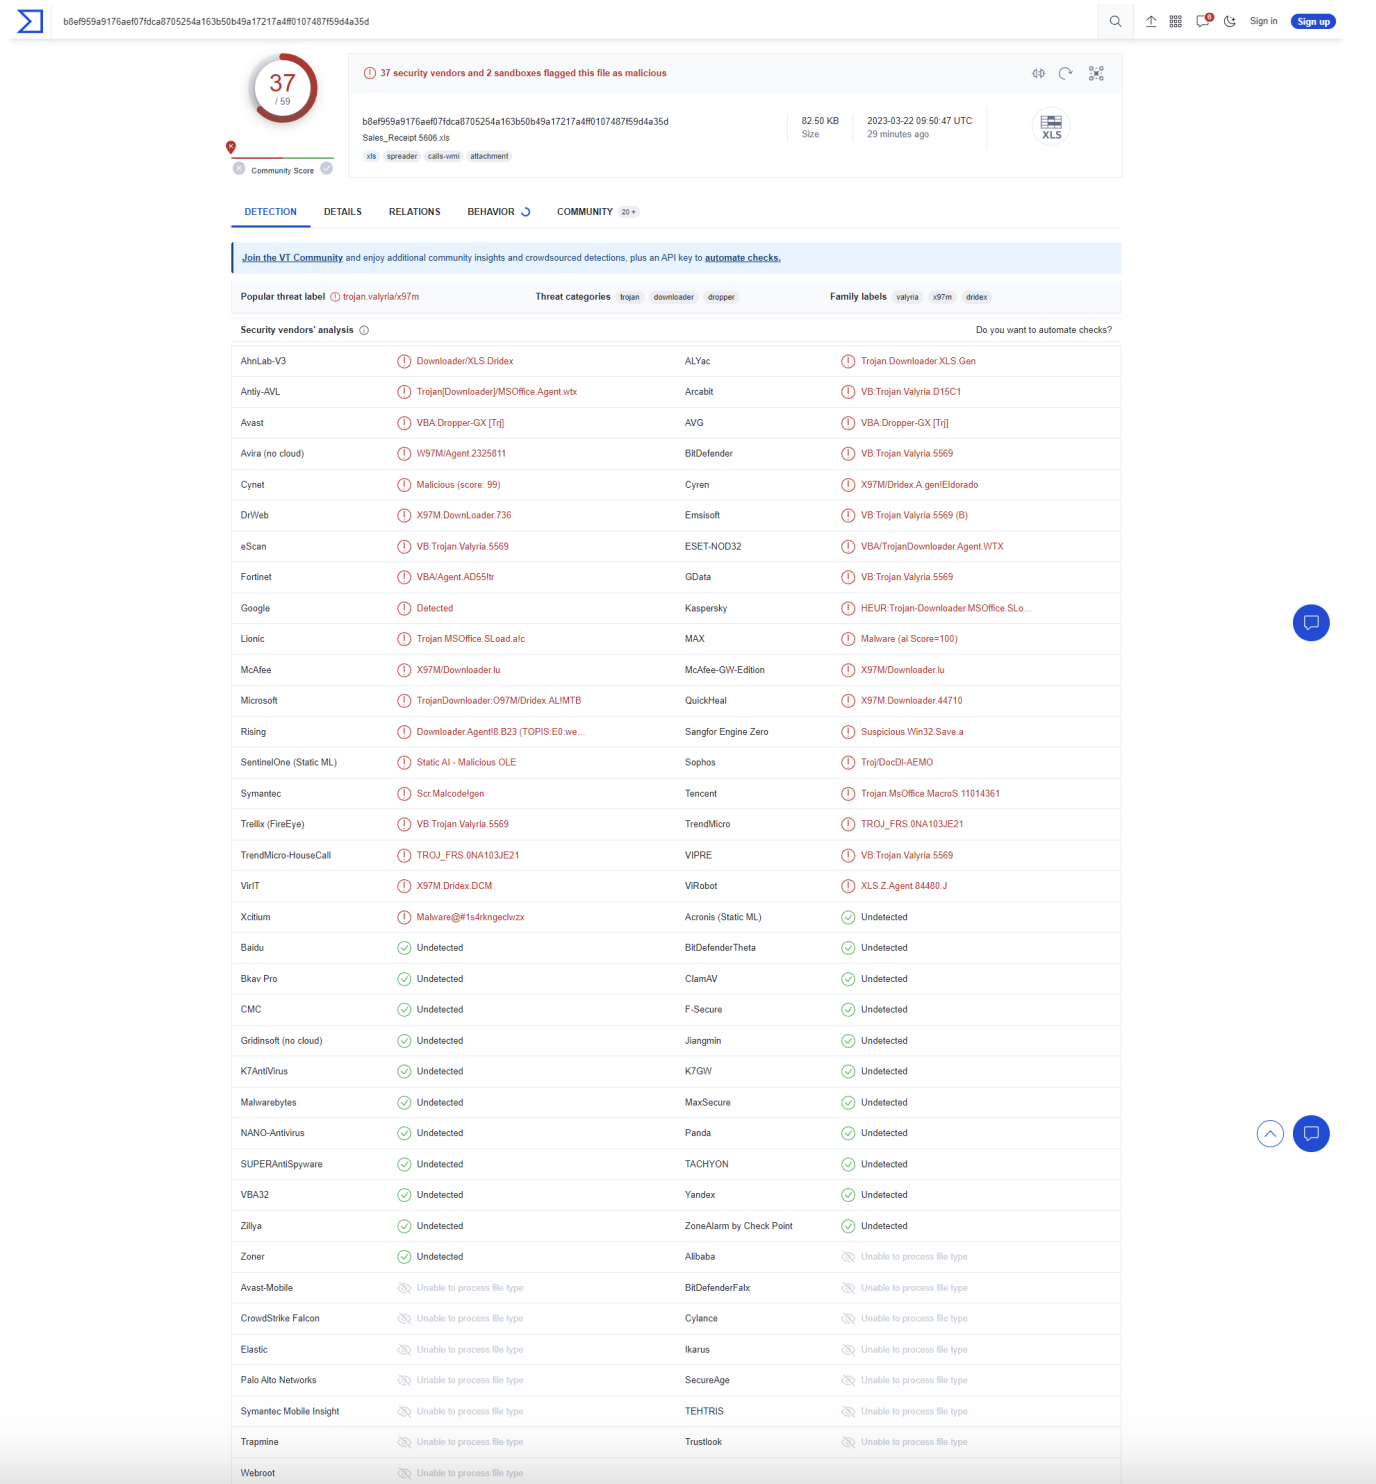 b8ef959a9176aef07fdca8705254a163b50b49a17217a4ff0107487f59d4a35d
6
Sign in
Sign up
37
/ 59
Community Score
37 security vendors and 2 sandboxes flagged this file as malicious
b8ef959a9176aef07fdca8705254a163b50b49a17217a4ff0107487f59d4a35d
Sales_Receipt 5606.xls
xls spreader calls-wmi attachment
82.50 KB
Size
2023-03-22 09:50:47 UTC
29 minutes ago
XLS
DETECTION DETAILS RELATIONS BEHAVIOR COMMUNITY 20 +
Join the VT Community and enjoy additional community insights and crowdsourced detections, plus an API key to automate checks.
Popular threat label trojan.valyria/x97m Threat categories trojan downloader dropper Family labels valyria x97m dridex
Security vendors' analysis Do you want to automate checks?
AhnLab-V3 Downloader/XLS.Dridex ALYac Trojan.Downloader.XLS.Gen
Antiy-AVL Trojan[Downloader]/MSOffice.Agent.wtx Arcabit VB:Trojan.Valyria.D15C1
Avast VBA:Dropper-GX [Trj] AVG VBA:Dropper-GX [Trj]
Avira (no cloud) W97M/Agent.2325811 BitDefender VB:Trojan.Valyria.5569
Cynet Malicious (score: 99) Cyren X97M/Dridex.A.gen!Eldorado
DrWeb X97M.DownLoader.736 Emsisoft VB:Trojan.Valyria.5569 (B)
eScan VB:Trojan.Valyria.5569 ESET-NOD32 VBA/TrojanDownloader.Agent.WTX
Fortinet VBA/Agent.AD55!tr GData VB:Trojan.Valyria.5569
Google Detected Kaspersky HEUR:Trojan-Downloader.MSOffice.SLo...
Lionic Trojan.MSOffice.SLoad.a!c MAX Malware (ai Score=100)
McAfee X97M/Downloader.lu McAfee-GW-Edition X97M/Downloader.lu
Microsoft TrojanDownloader:O97M/Dridex.AL!MTB QuickHeal X97M.Downloader.44710
Rising Downloader.Agent!8.B23 (TOPIS:E0:we... Sangfor Engine Zero Suspicious.Win32.Save.a
SentinelOne (Static ML) Static AI - Malicious OLE Sophos Troj/DocDl-AEMO
Symantec Scr.Malcode!gen Tencent Trojan.MsOffice.MacroS.11014361
Trellix (FireEye) VB:Trojan.Valyria.5569 TrendMicro TROJ_FRS.0NA103JE21
TrendMicro-HouseCall TROJ_FRS.0NA103JE21 VIPRE VB:Trojan.Valyria.5569
VirIT X97M.Dridex.DCM ViRobot XLS.Z.Agent.84480.J
Xcitium Malware@#1s4rkngeclwzx Acronis (Static ML) Undetected
Baidu Undetected BitDefenderTheta Undetected
Bkav Pro Undetected ClamAV Undetected
CMC Undetected F-Secure Undetected
Gridinsoft (no cloud) Undetected Jiangmin Undetected
K7AntiVirus Undetected K7GW Undetected
Malwarebytes Undetected MaxSecure Undetected
NANO-Antivirus Undetected Panda Undetected
SUPERAntiSpyware Undetected TACHYON Undetected
VBA32 Undetected Yandex Undetected
Zillya Undetected ZoneAlarm by Check Point Undetected
Zoner Undetected Alibaba Unable to process file type
Avast-Mobile Unable to process file type BitDefenderFalx Unable to process file type
CrowdStrike Falcon Unable to process file type Cylance Unable to process file type
Elastic Unable to process file type Ikarus Unable to process file type
Palo Alto Networks Unable to process file type SecureAge Unable to process file type
Symantec Mobile Insight Unable to process file type TEHTRIS Unable to process file type
Trapmine Unable to process file type Trustlook Unable to process file type
Webroot Unable to process file type